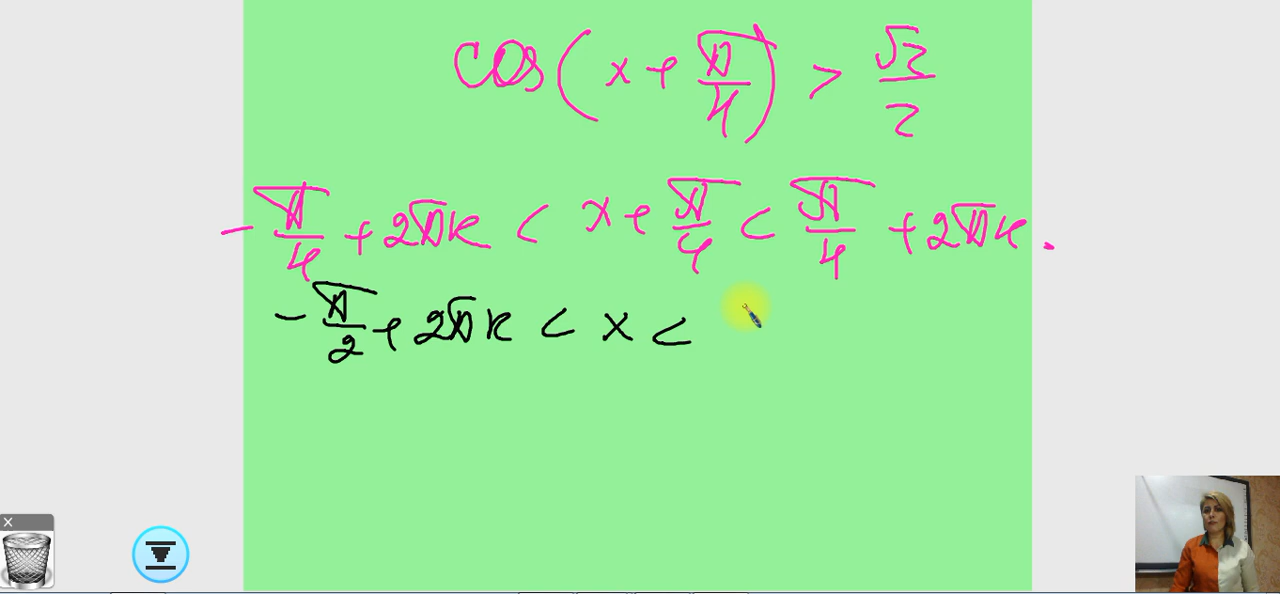 cos(x+π/4) > √2/2
-π/4 +2πk < x+π/4 < π/4 +2πk.
-π/2 +2πk < x <